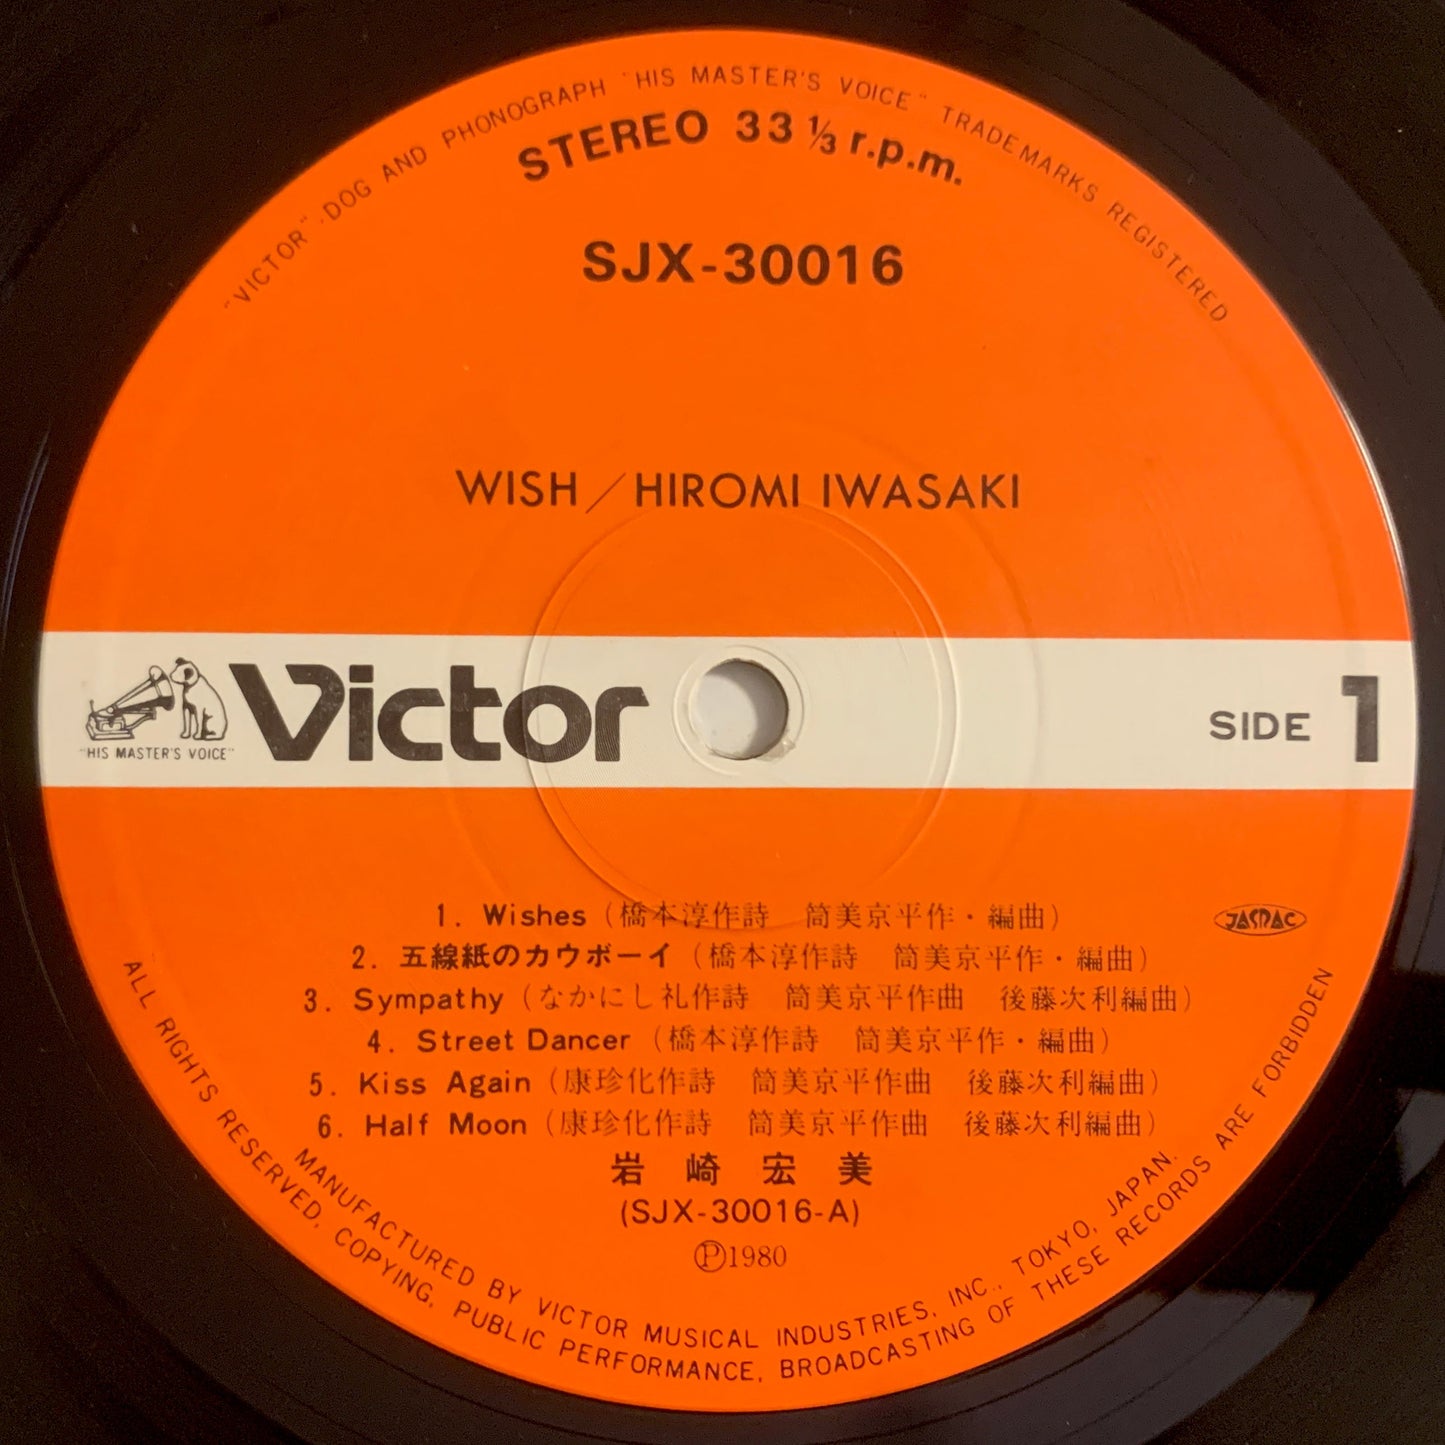 "VICTOR", DOG AND PHONOGRAPH "HIS MASTER'S VOICE" TRADEMARKS REGISTERED
STEREO 33 1/3 r.p.m.
SJX-30016
WISH／HIROMI IWASAKI
"HIS MASTER'S VOICE"
Victor
SIDE 1
1. Wishes（橋本淳作詩　筒美京平作・編曲）
JASRAC
2. 五線紙のカウボーイ（橋本淳作詩　筒美京平作・編曲）
3. Sympathy（なかにし礼作詩　筒美京平作曲　後藤次利編曲）
4. Street Dancer（橋本淳作詩　筒美京平作・編曲）
5. Kiss Again（康珍化作詩　筒美京平作曲　後藤次利編曲）
6. Half Moon（康珍化作詩　筒美京平作曲　後藤次利編曲）
岩崎宏美
(SJX-30016-A)
Ⓟ1980
MANUFACTURED BY VICTOR MUSICAL INDUSTRIES, INC., TOKYO, JAPAN.
ALL RIGHTS RESERVED, COPYING, PUBLIC PERFORMANCE, BROADCASTING OF THESE RECORDS ARE FORBIDDEN